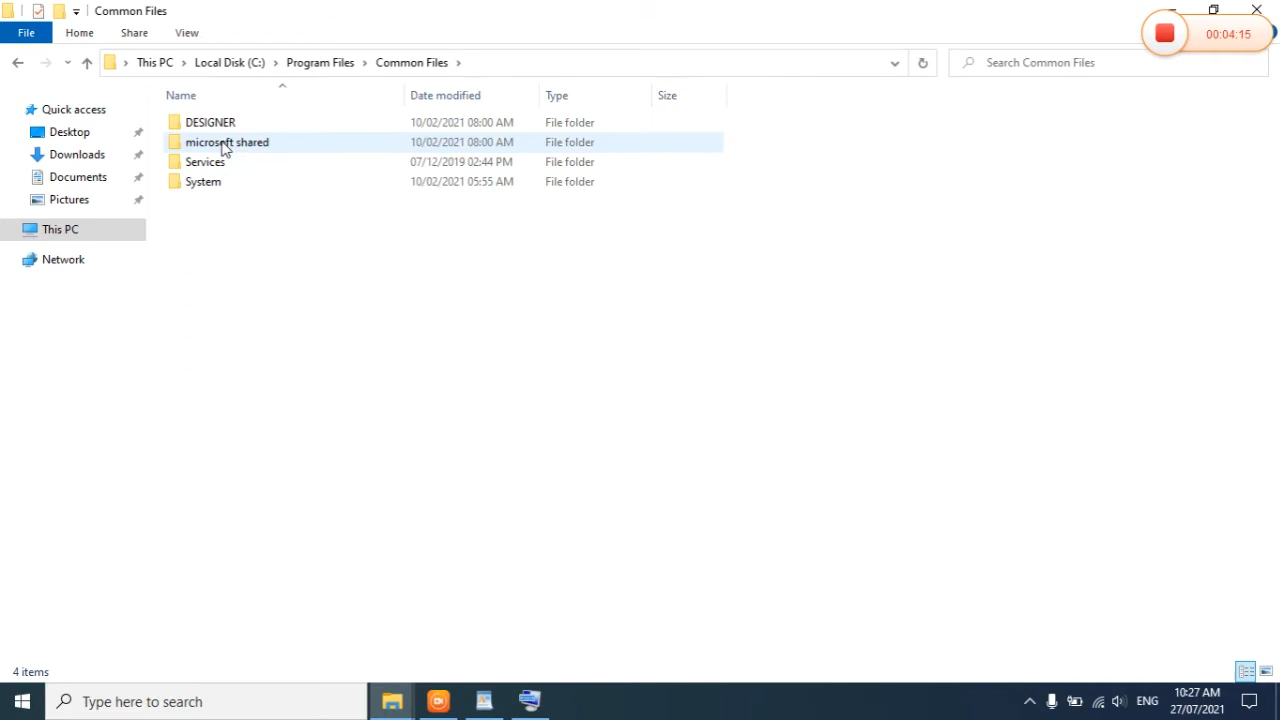 Common Files
File Home Share View
00:04:15
This PC Local Disk (C:) Program Files Common Files
Search Common Files
Name Date modified Type Size
Quick access
Desktop
Downloads
Documents
Pictures
This PC
Network
DESIGNER 10/02/2021 08:00 AM File folder
microsoft shared 10/02/2021 08:00 AM File folder
Services 07/12/2019 02:44 PM File folder
System 10/02/2021 05:55 AM File folder
4 items
Type here to search
ENG
10:27 AM
27/07/2021